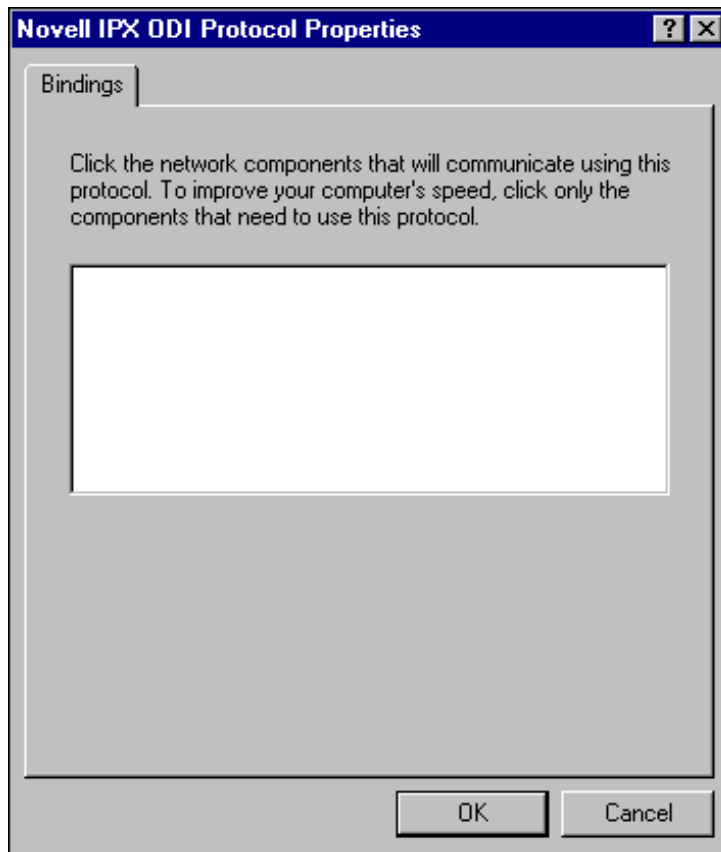 Novell IPX ODI Protocol Properties
Bindings
Click the network components that will communicate using this
protocol. To improve your computer's speed, click only the
components that need to use this protocol.
OK
Cancel